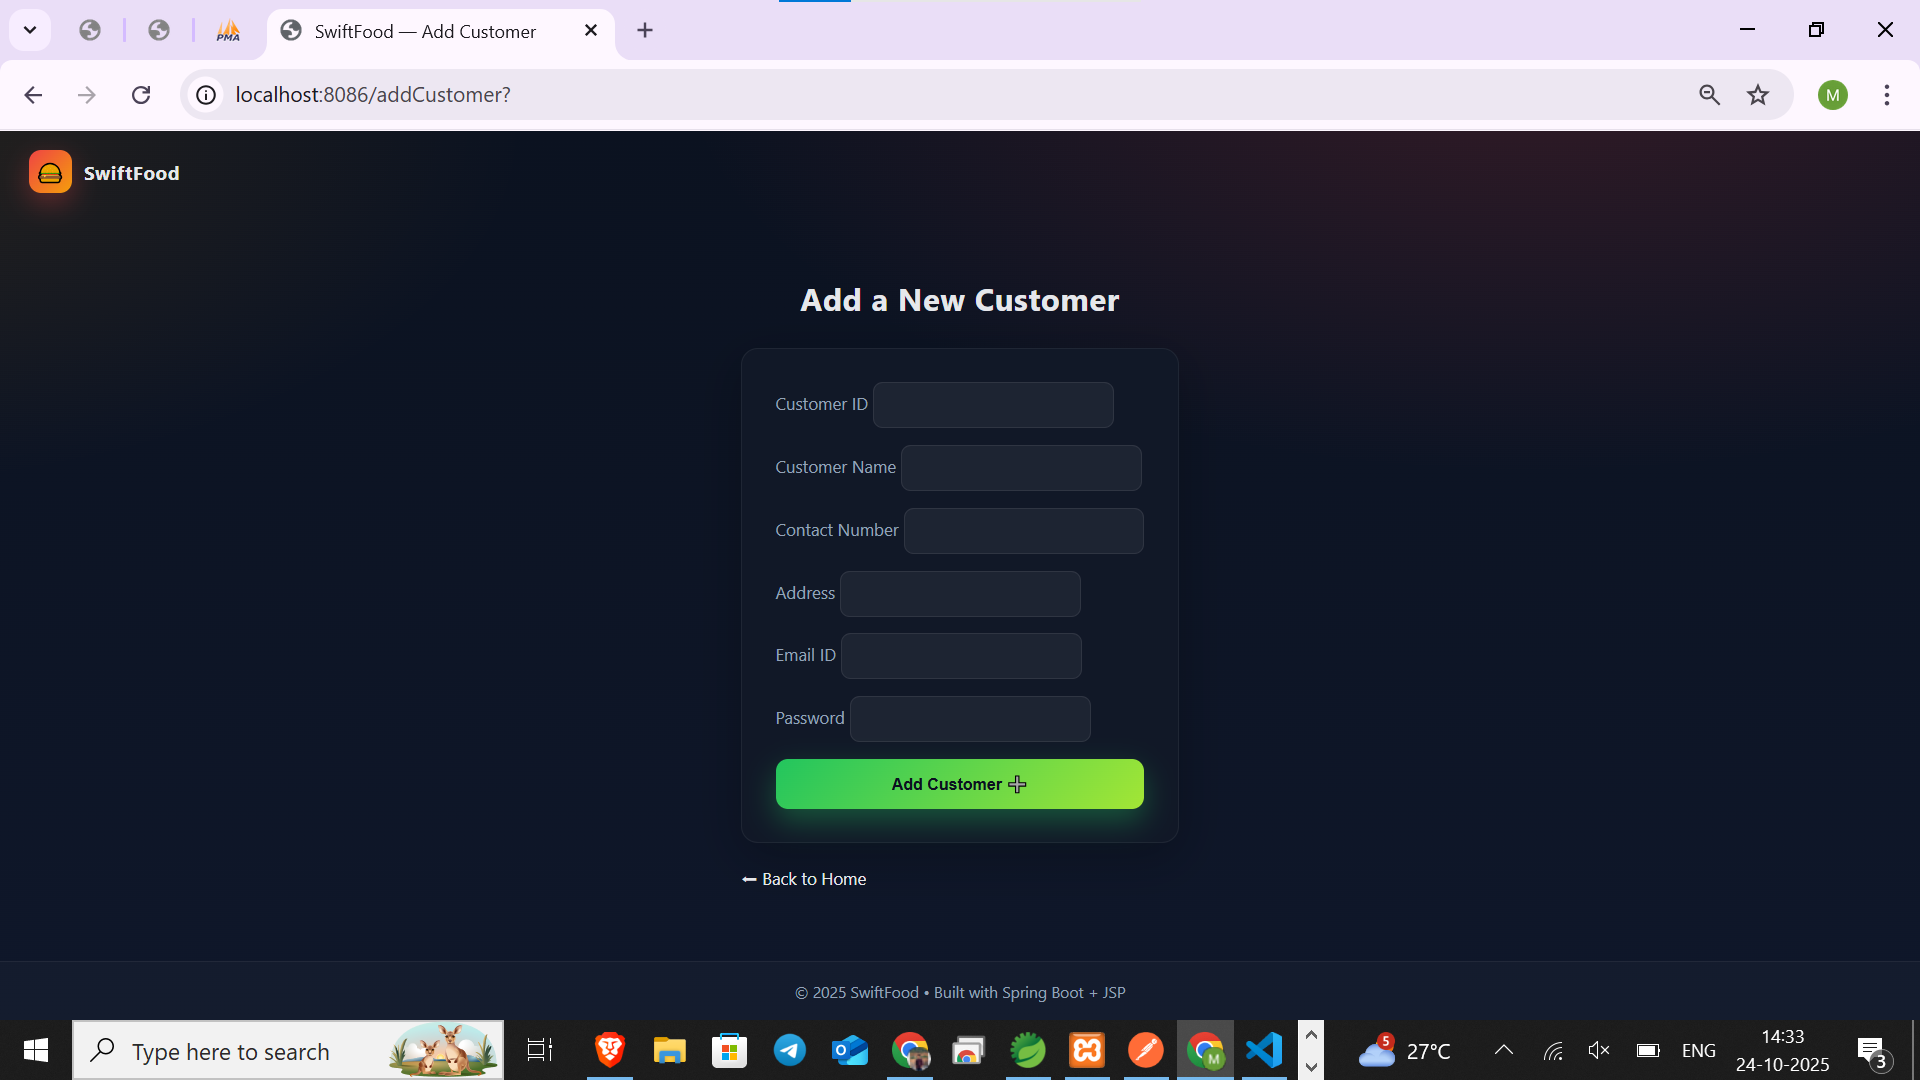 SwiftFood — Add Customer
PMA
localhost:8086/addCustomer?
M
SwiftFood
Add a New Customer
Customer ID
Customer Name
Contact Number
Address
Email ID
Password
Add Customer ➕
⬅ Back to Home
© 2025 SwiftFood • Built with Spring Boot + JSP
Type here to search
M
5
27°C
ENG
14:33
24-10-2025
3